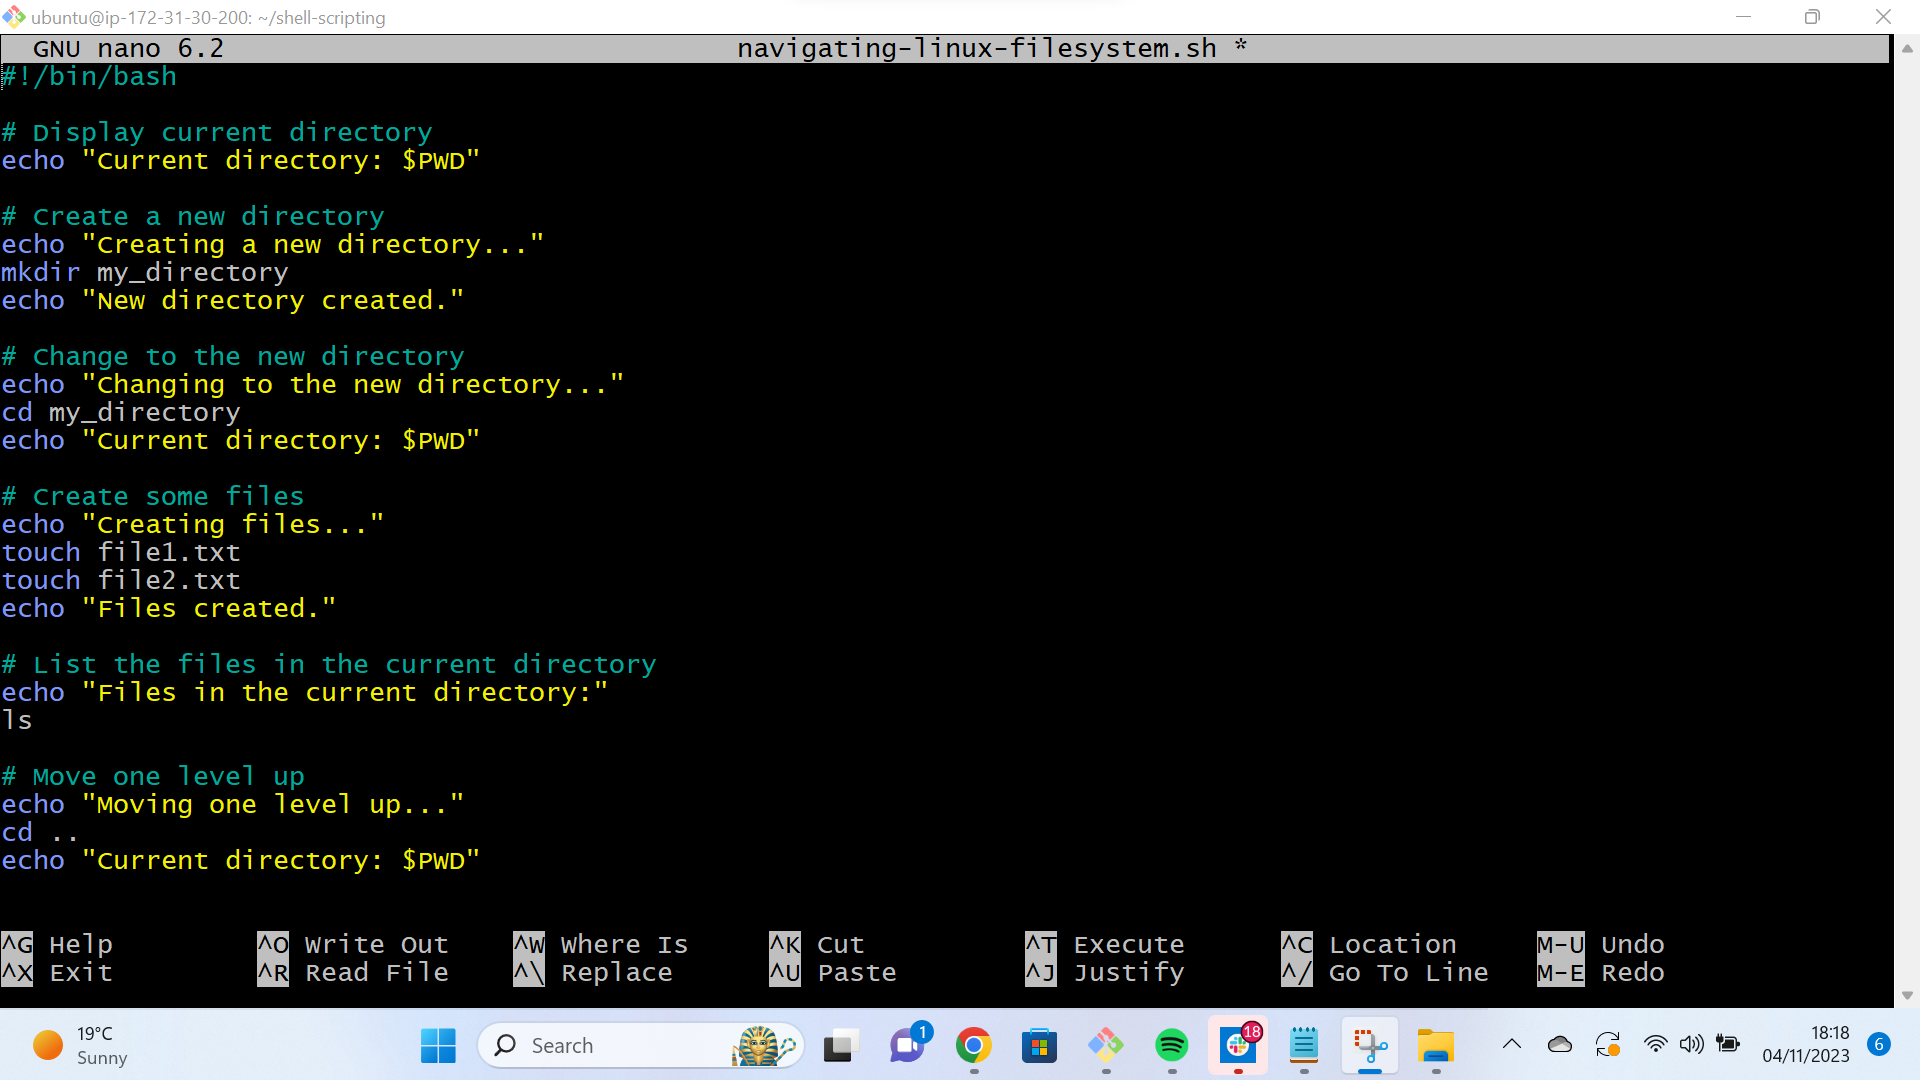 ubuntu@ip-172-31-30-200: ~/shell-scripting
GNU nano 6.2 navigating-linux-filesystem.sh *
#!/bin/bash
# Display current directory
echo "Current directory: $PWD"
# Create a new directory
echo "Creating a new directory..."
mkdir my_directory
echo "New directory created."
# Change to the new directory
echo "Changing to the new directory..."
cd my_directory
echo "Current directory: $PWD"
# Create some files
echo "Creating files..."
touch file1.txt
touch file2.txt
echo "Files created."
# List the files in the current directory
echo "Files in the current directory:"
ls
# Move one level up
echo "Moving one level up..."
cd ..
echo "Current directory: $PWD"
^G Help ^O Write Out ^W Where Is ^K Cut ^T Execute ^C Location M-U Undo
^X Exit ^R Read File ^\ Replace ^U Paste ^J Justify ^/ Go To Line M-E Redo
19°C
Sunny
Search
1
18
18:18
04/11/2023
6